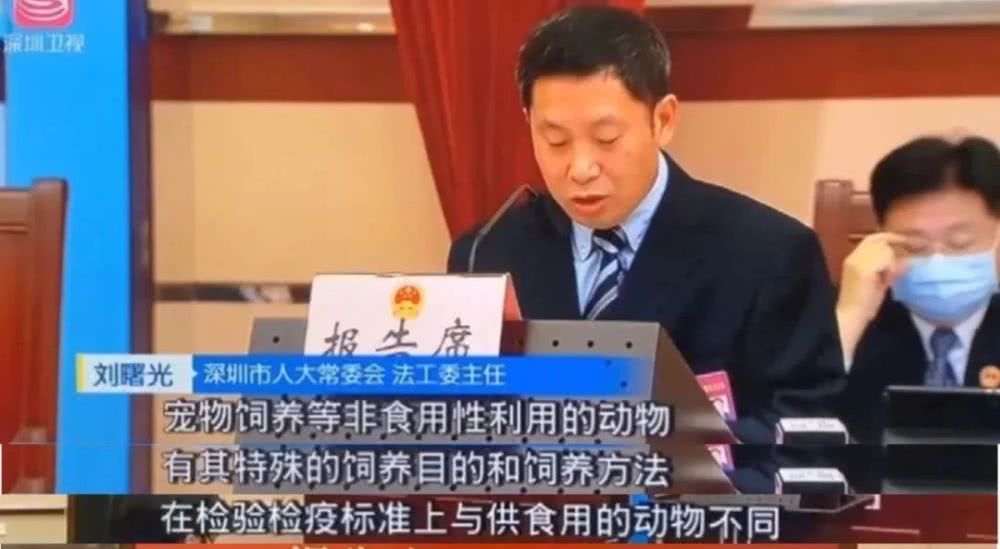 深圳卫视
报告席
刘曙光 深圳市人大常委会 法工委主任
宠物饲养等非食用性利用的动物
有其特殊的饲养目的和饲养方法
在检验检疫标准上与供食用的动物不同